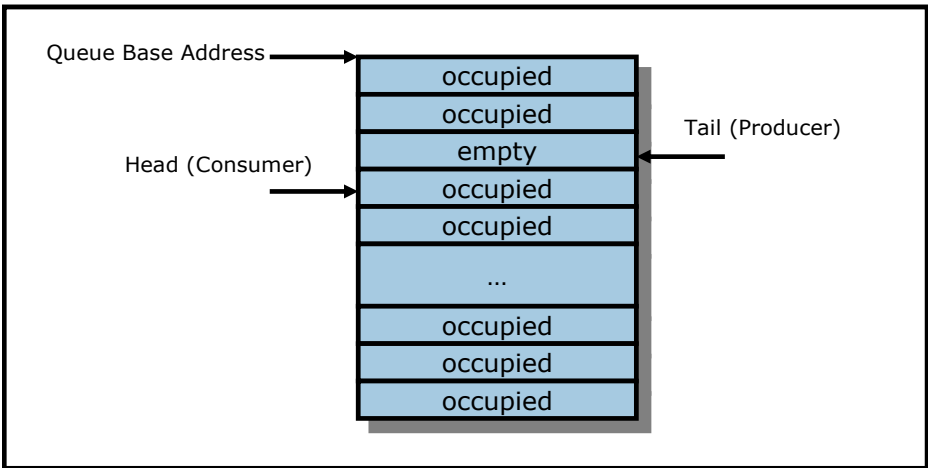 Queue Base Address
occupied
occupied
Tail (Producer)
empty
Head (Consumer)
occupied
occupied
...
occupied
occupied
occupied